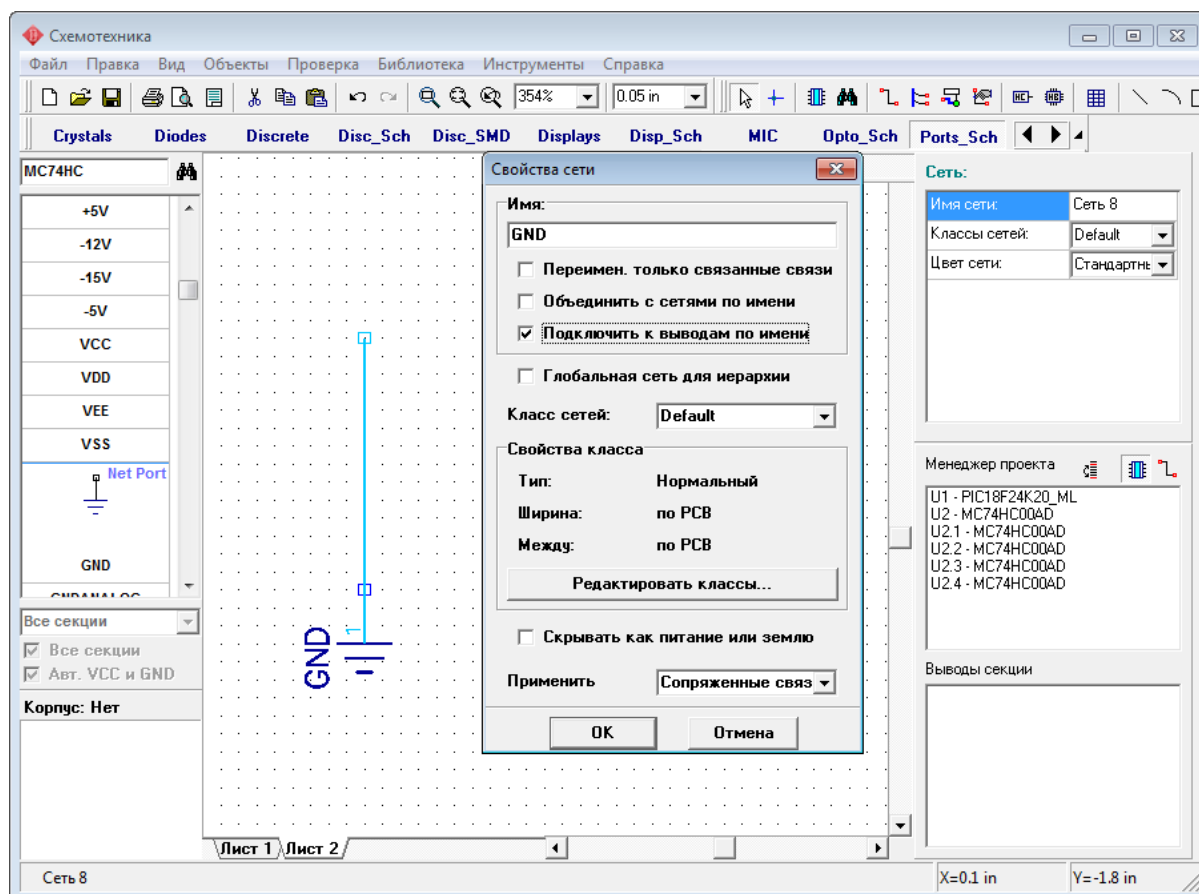 Схемотехника
Файл Правка Вид Объекты Проверка Библиотека Инструменты Справка
354% 0.05 in
Crystals Diodes Discrete Disc_Sch Disc_SMD Displays Disp_Sch MIC Opto_Sch Ports_Sch
MC74HC
+5V
-12V
-15V
-5V
VCC
VDD
VEE
VSS
Net Port
GND
Все секции
Все секции
Авт. VCC и GND
Корпус: Нет
1
GND
Лист 1 Лист 2
Свойства сети
Имя:
GND
Переимен. только связанные связи
Объединить с сетями по имени
Подключить к выводам по имени
Глобальная сеть для иерархии
Класс сетей: Default
Свойства класса
Тип: Нормальный
Ширина: по PCB
Между: по PCB
Редактировать классы...
Скрывать как питание или землю
Применить Сопряженные связ
OK Отмена
Сеть:
Имя сети: Сеть 8
Классы сетей: Default
Цвет сети: Стандартнь
Менеджер проекта
U1 - PIC18F24K20_ML
U2 - MC74HC00AD
U2.1 - MC74HC00AD
U2.2 - MC74HC00AD
U2.3 - MC74HC00AD
U2.4 - MC74HC00AD
Выводы секции
Сеть 8 X=0.1 in Y=-1.8 in